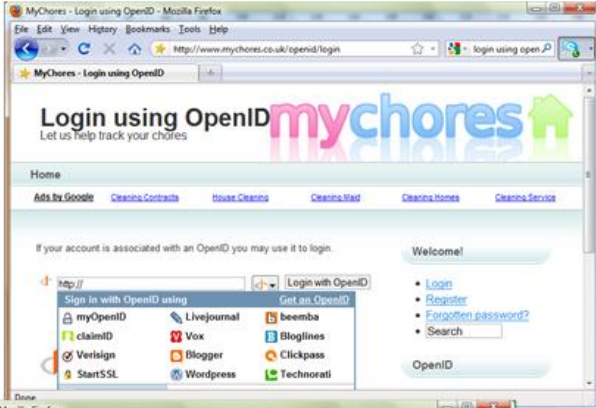 MyChores - Login using OpenID - Mozilla Firefox
File Edit View History Bookmarks Tools Help
http://www.mychores.co.uk/openid/login
login using open
MyChores - Login using OpenID
Login using OpenID
mychores
Let us help track your chores
Home
Ads by Google Cleaning Contracts House Cleaning Cleaning Maid Cleaning Homes Cleaning Service
If your account is associated with an OpenID you may use it to login.
Welcome!
http:// Login with OpenID
Login
Sign in with OpenID using Get an OpenID
Register
myOpenID Livejournal beemba
Forgotten password?
claimID Vox Bloglines
Search
Verisign Blogger Clickpass
OpenID
StartSSL Wordpress Technorati
Done